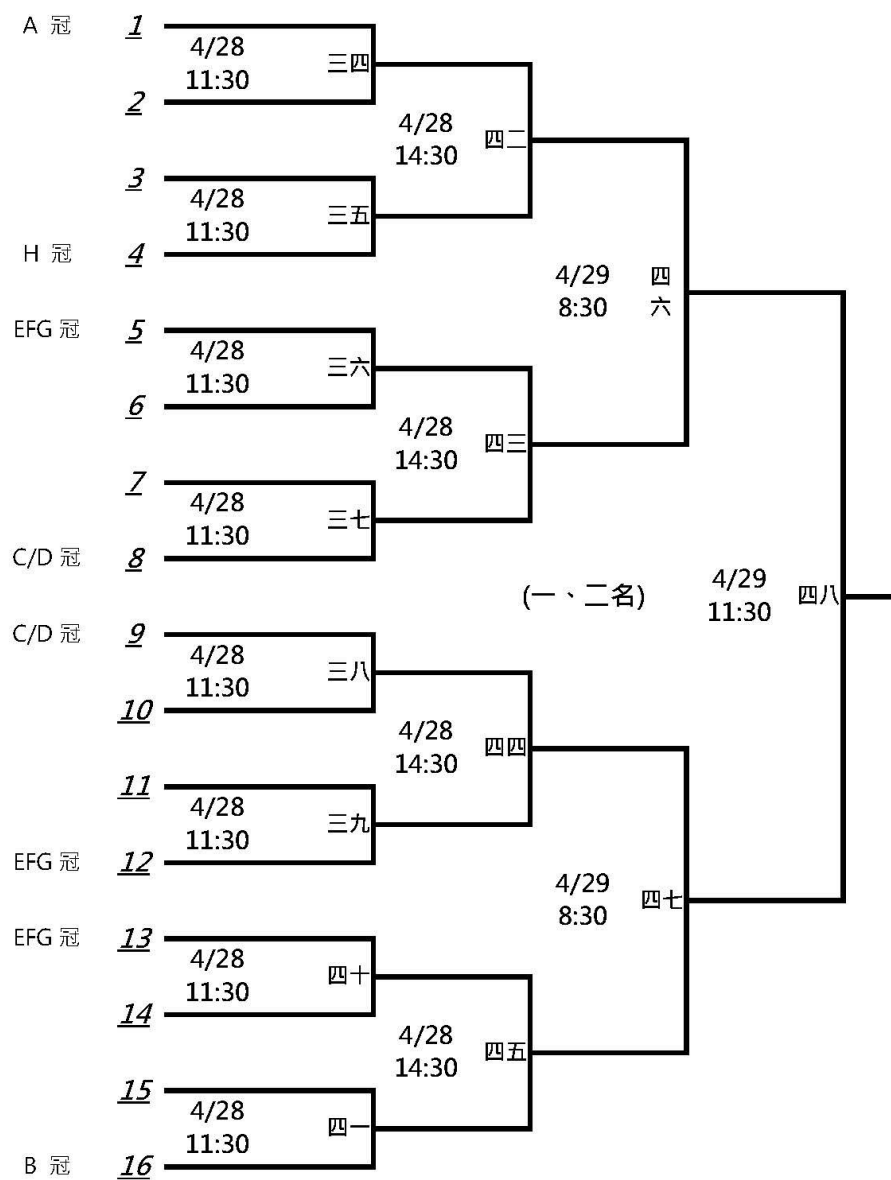 A 冠 1
4/28
11:30
三四
2
4/28
14:30
四二
3
4/28
11:30
三五
H 冠 4
4/29
8:30
四
六
EFG 冠 5
4/28
11:30
三六
6
4/28
14:30
四三
7
4/28
11:30
三七
C/D 冠 8
(一、二名)
4/29
11:30
四八
C/D 冠 9
4/28
11:30
三八
10
4/28
14:30
四四
11
4/28
11:30
三九
EFG 冠 12
4/29
8:30
四七
EFG 冠 13
4/28
11:30
四十
14
4/28
14:30
四五
15
4/28
11:30
四一
B 冠 16